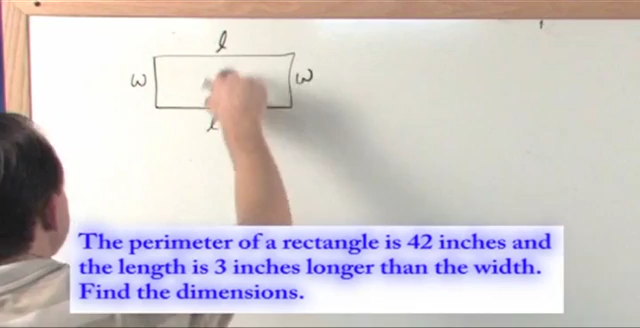 l
w w
l
The perimeter of a rectangle is 42 inches and
the length is 3 inches longer than the width.
Find the dimensions.